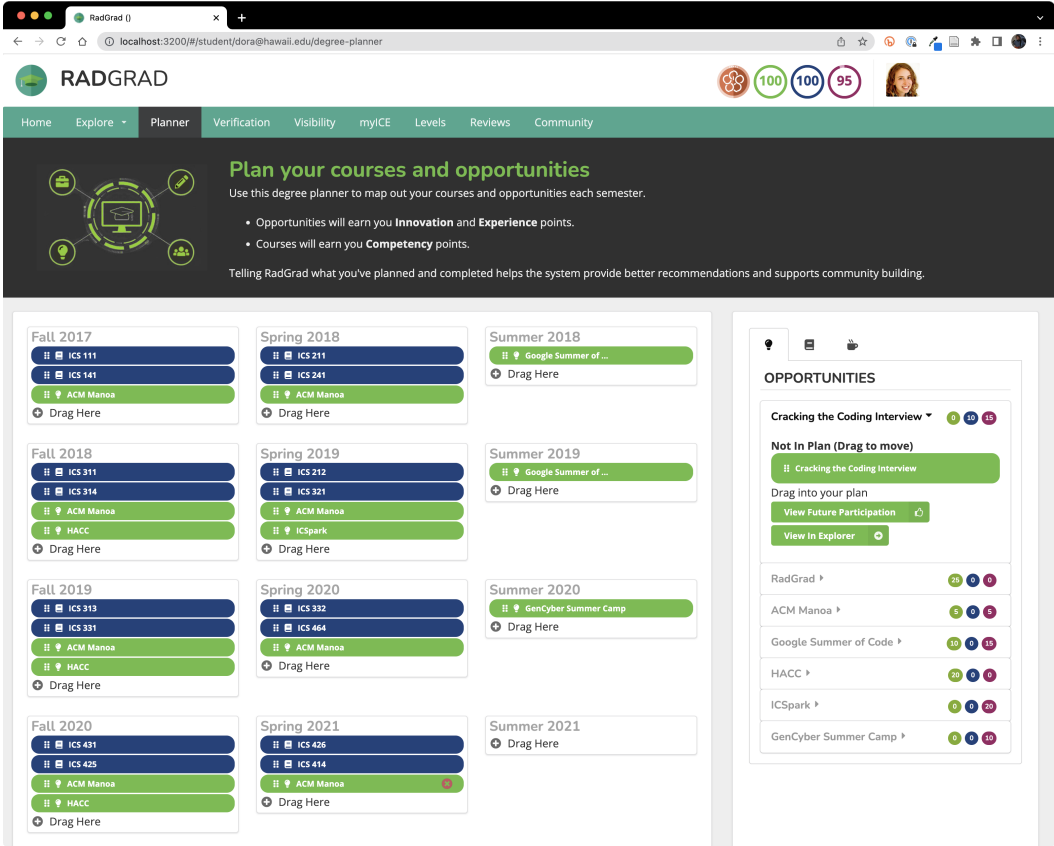 RadGrad ()
localhost:3200/#/student/dora@hawaii.edu/degree-planner
RADGRAD
100 100 95
Home Explore Planner Verification Visibility myICE Levels Reviews Community
Plan your courses and opportunities
Use this degree planner to map out your courses and opportunities each semester.
• Opportunities will earn you Innovation and Experience points.
• Courses will earn you Competency points.
Telling RadGrad what you've planned and completed helps the system provide better recommendations and supports community building.
Fall 2017
ICS 111
ICS 141
ACM Manoa
Drag Here
Spring 2018
ICS 211
ICS 241
ACM Manoa
Drag Here
Summer 2018
Google Summer of ...
Drag Here
Fall 2018
ICS 311
ICS 314
ACM Manoa
HACC
Drag Here
Spring 2019
ICS 212
ICS 321
ACM Manoa
ICSpark
Drag Here
Summer 2019
Google Summer of ...
Drag Here
Fall 2019
ICS 313
ICS 331
ACM Manoa
HACC
Drag Here
Spring 2020
ICS 332
ICS 464
ACM Manoa
Drag Here
Summer 2020
GenCyber Summer Camp
Drag Here
Fall 2020
ICS 431
ICS 425
ACM Manoa
HACC
Drag Here
Spring 2021
ICS 426
ICS 414
ACM Manoa
Drag Here
Summer 2021
Drag Here
OPPORTUNITIES
Cracking the Coding Interview 0 10 15
Not In Plan (Drag to move)
Cracking the Coding Interview
Drag into your plan
View Future Participation
View In Explorer
RadGrad 25 0 0
ACM Manoa 5 0 5
Google Summer of Code 10 0 15
HACC 20 0 0
ICSpark 0 0 20
GenCyber Summer Camp 0 0 10